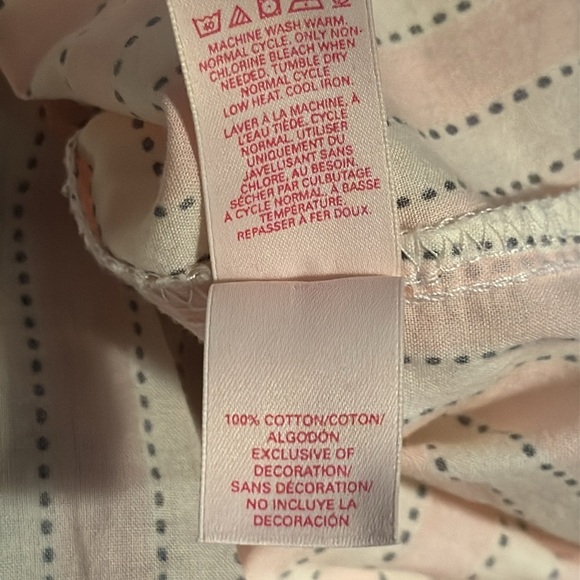 MACHINE WASH WARM,
NORMAL CYCLE. ONLY NON-
CHLORINE BLEACH WHEN
NEEDED. TUMBLE DRY
NORMAL CYCLE
LOW HEAT. COOL IRON.
LAVER À LA MACHINE, À
L'EAU TIÈDE, CYCLE
NORMAL. UTILISER
UNIQUEMENT DU
JAVELLISANT SANS
CHLORE, AU BESOIN.
SÉCHER PAR CULBUTAGE
À CYCLE NORMAL, À BASSE
TEMPÉRATURE.
REPASSER À FER DOUX.
100% COTTON/COTON/
ALGODÓN
EXCLUSIVE OF
DECORATION/
SANS DÉCORATION/
NO INCLUYE LA
DECORACIÓN